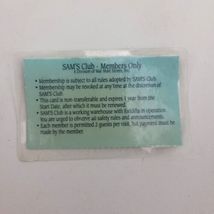 SAM'S Club - Members Only
A Division of Wal-Mart Stores, Inc.
• Membership is subject to all rules adopted by SAM'S Club.
• Membership may be revoked at any time at the discretion of
SAM'S Club.
• This card is non-transferable and expires 1 year from the
Start Date, after which it must be renewed.
• SAM'S Club is a working warehouse with forklifts in operation.
You are urged to observe all safety rules and announcements.
• Each member is permitted 2 guests per visit, but payment must be
made by the member.